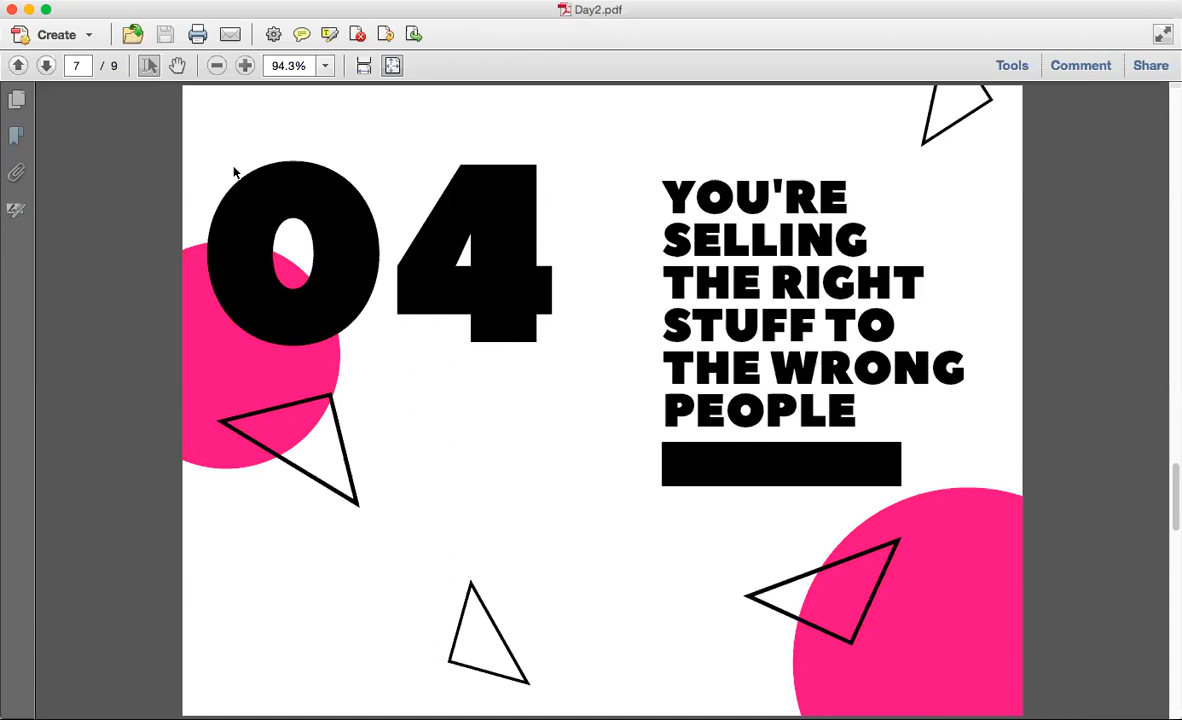 Day2.pdf
Create
7 / 9
94.3%
Tools
Comment
Share
04
YOU'RE
SELLING
THE RIGHT
STUFF TO
THE WRONG
PEOPLE